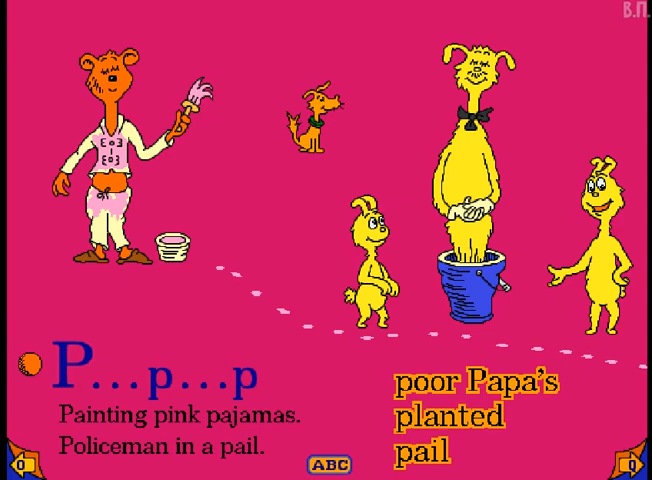 В.П.
P...p...p
Painting pink pajamas.
Policeman in a pail.
poor Papa's
planted
pail
O
ABC
Q